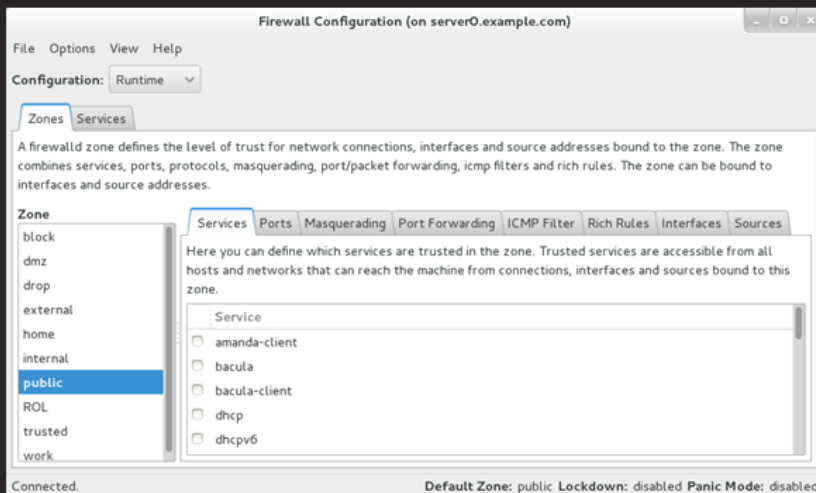 Firewall Configuration (on server0.example.com)
File Options View Help
Configuration: Runtime
Zones Services
A firewalld zone defines the level of trust for network connections, interfaces and source addresses bound to the zone. The zone
combines services, ports, protocols, masquerading, port/packet forwarding, icmp filters and rich rules. The zone can be bound to
interfaces and source addresses.
Zone
block
dmz
drop
external
home
internal
public
ROL
trusted
work
Services Ports Masquerading Port Forwarding ICMP Filter Rich Rules Interfaces Sources
Here you can define which services are trusted in the zone. Trusted services are accessible from all
hosts and networks that can reach the machine from connections, interfaces and sources bound to this
zone.
Service
amanda-client
bacula
bacula-client
dhcp
dhcpv6
Connected.
Default Zone: public Lockdown: disabled Panic Mode: disabled